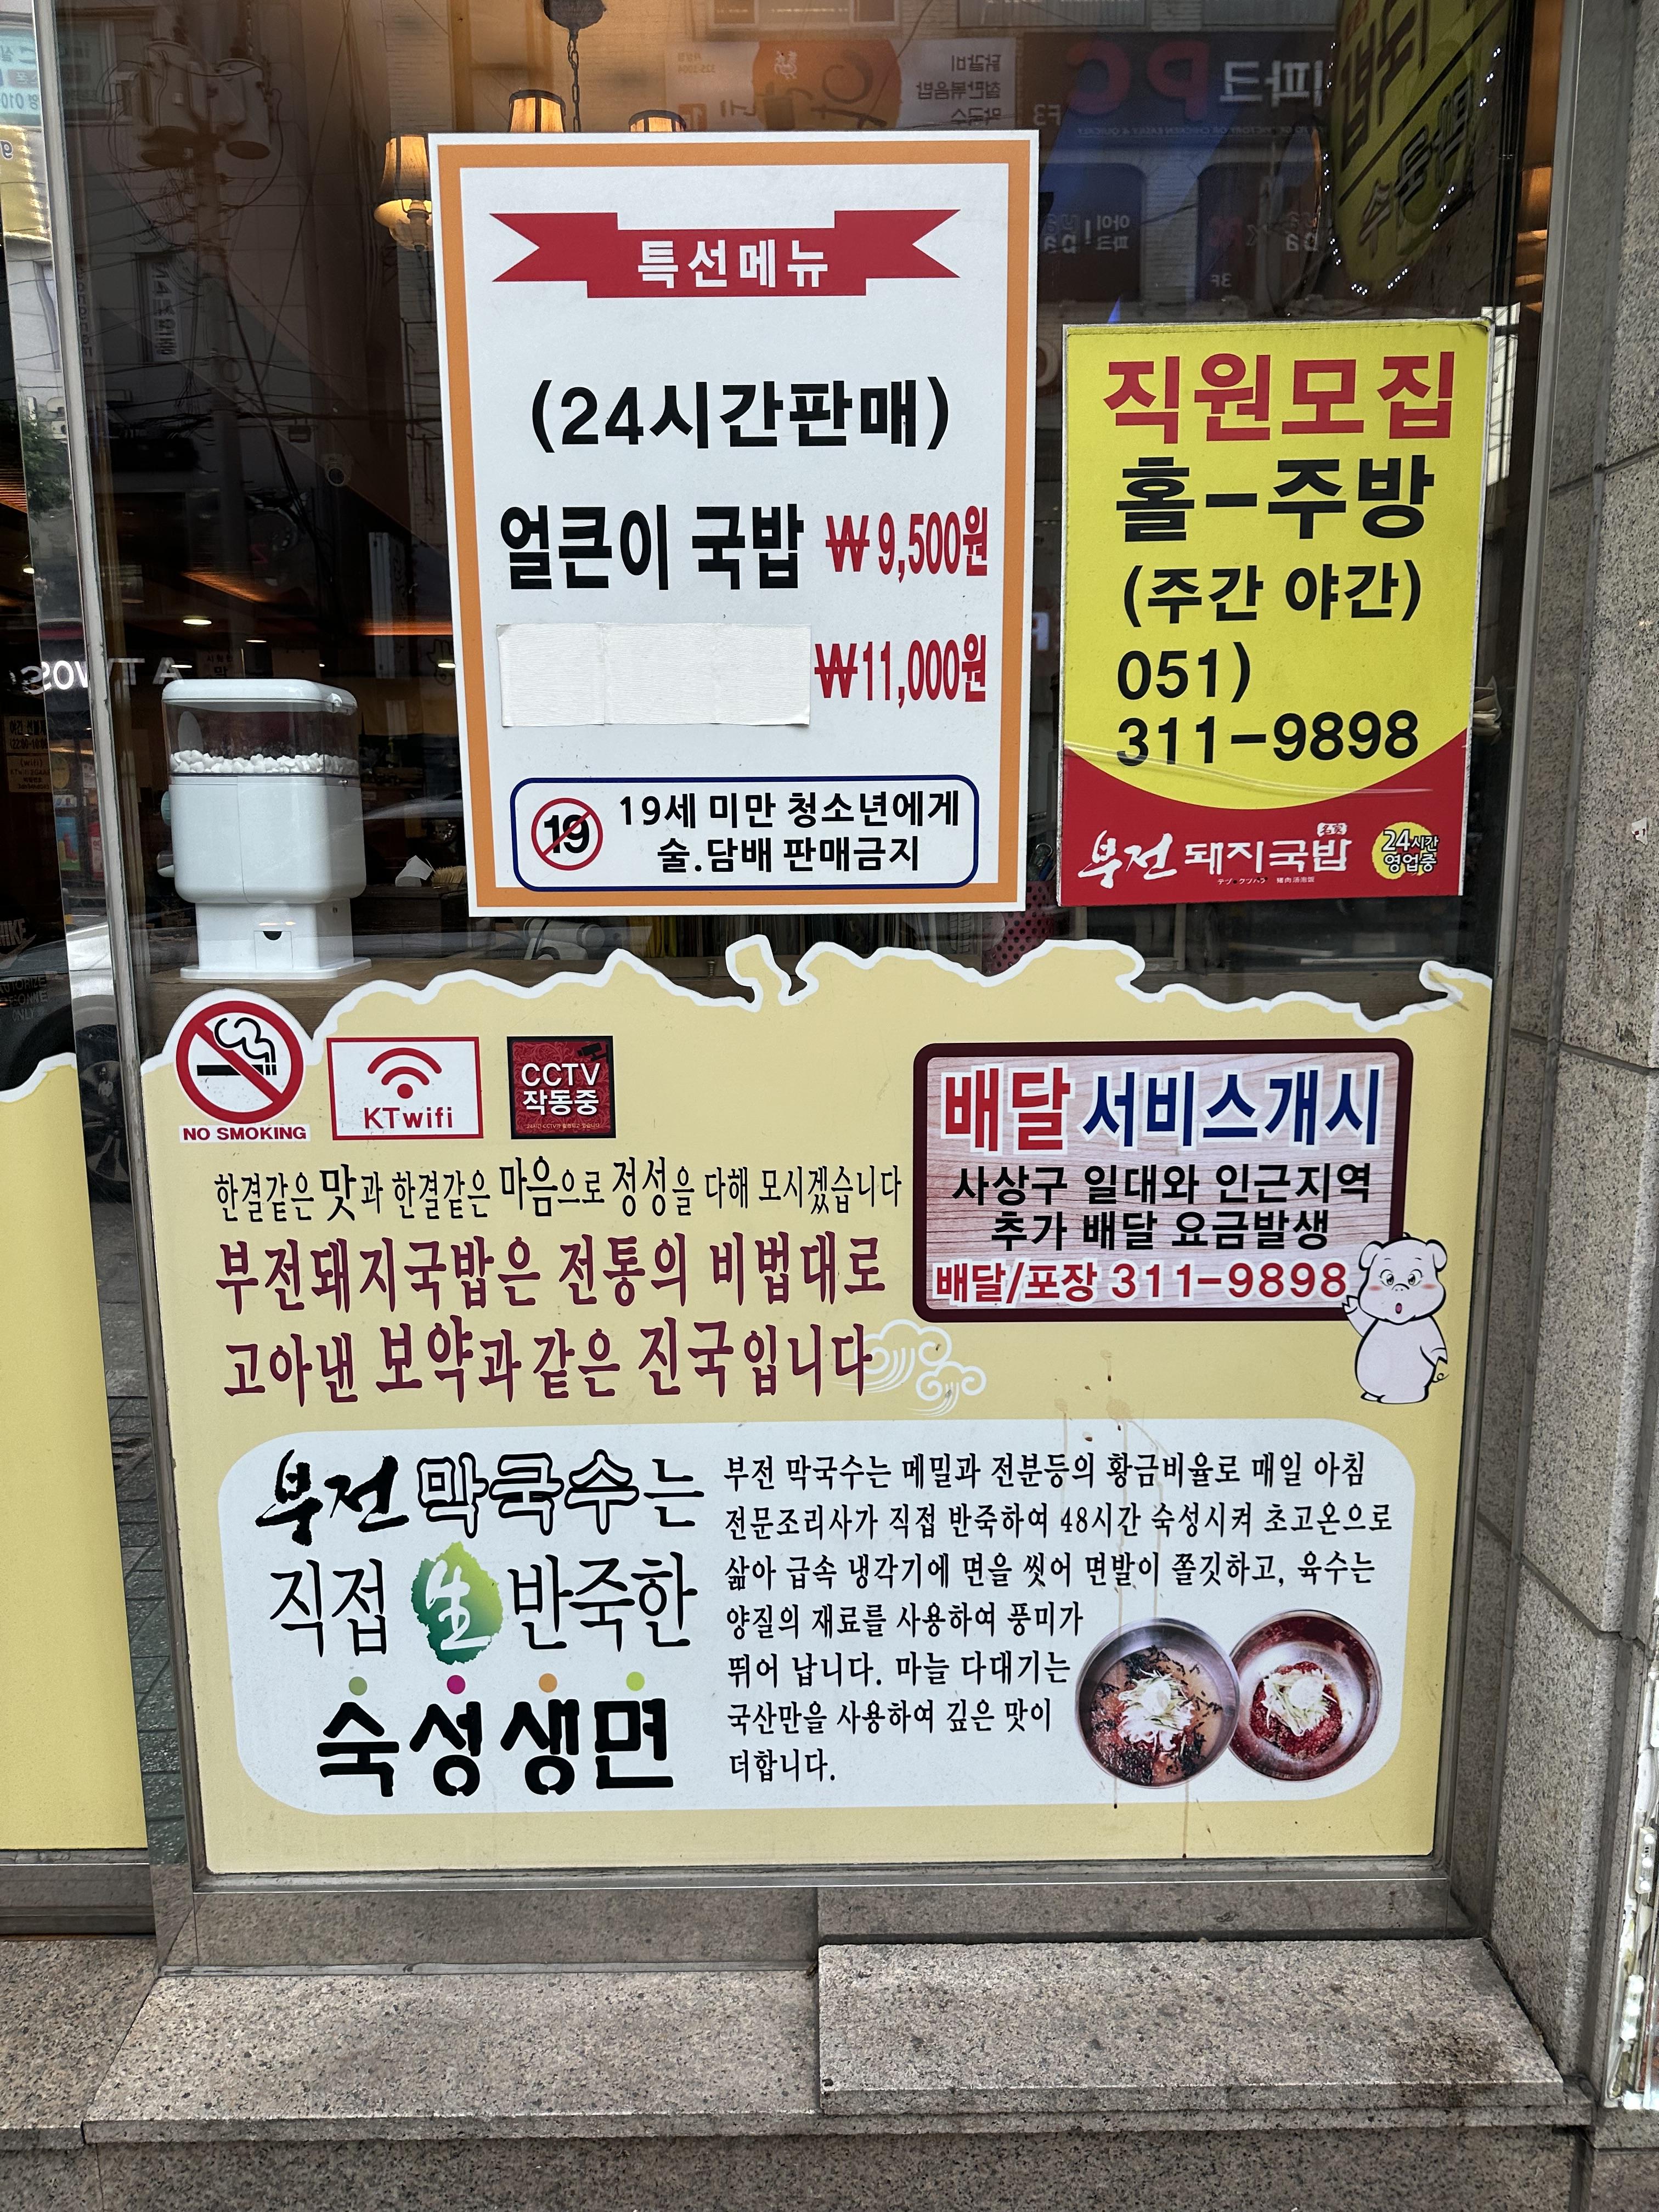 특선메뉴
(24시간판매)
얼큰이 국밥 ₩9,500원
₩11,000원
19 19세 미만 청소년에게
술.담배 판매금지
직원모집
홀-주방
(주간 야간)
051)
311-9898
부전 돼지국밥
24시간
영업중
NO SMOKING
KTwifi
CCTV
작동중
배달 서비스개시
사상구 일대와 인근지역
추가 배달 요금발생
배달/포장 311-9898
한결같은 맛과 한결같은 마음으로 정성을 다해 모시겠습니다
부전돼지국밥은 전통의 비법대로
고아낸 보약과같은 진국입니다
부전 막국수는
직접 生 반죽한
숙성생면
부전 막국수는 메밀과 전분등의 황금비율로 매일 아침
전문조리사가 직접 반죽하여 48시간 숙성시켜 초고온으로
삶아 급속 냉각기에 면을 씻어 면발이 쫄깃하고, 육수는
양질의 재료를 사용하여 풍미가
뛰어 납니다. 마늘 다대기는
국산만을 사용하여 깊은 맛이
더합니다.